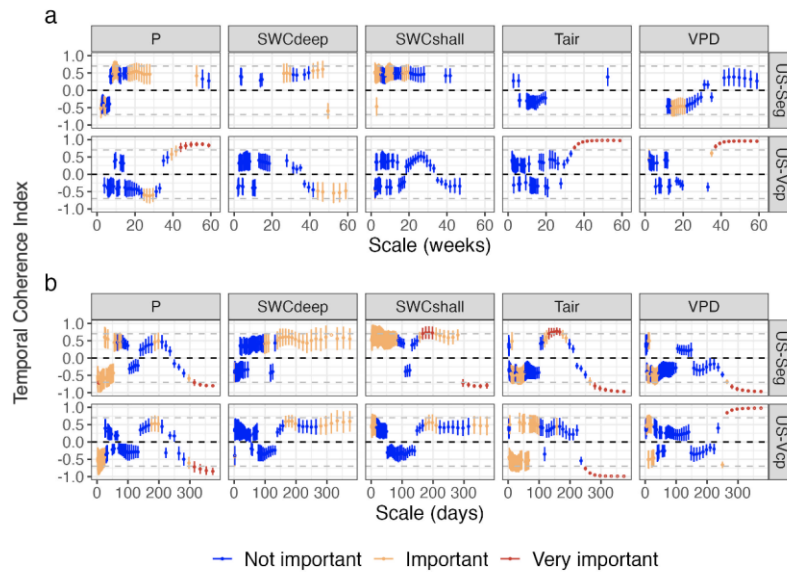 a
P SWCdeep SWCshall Tair VPD
1.0
0.5
0.0
-0.5
-1.0
US-Seg
1.0
0.5
0.0
-0.5
-1.0
US-Vcp
0 20 40 60 0 20 40 60 0 20 40 60 0 20 40 60 0 20 40 60
Scale (weeks)
Temporal Coherence Index
b
P SWCdeep SWCshall Tair VPD
1.0
0.5
0.0
-0.5
-1.0
US-Seg
1.0
0.5
0.0
-0.5
-1.0
US-Vcp
0 100 200 300 0 100 200 300 0 100 200 300 0 100 200 300 0 100 200 300
Scale (days)
Not important Important Very important